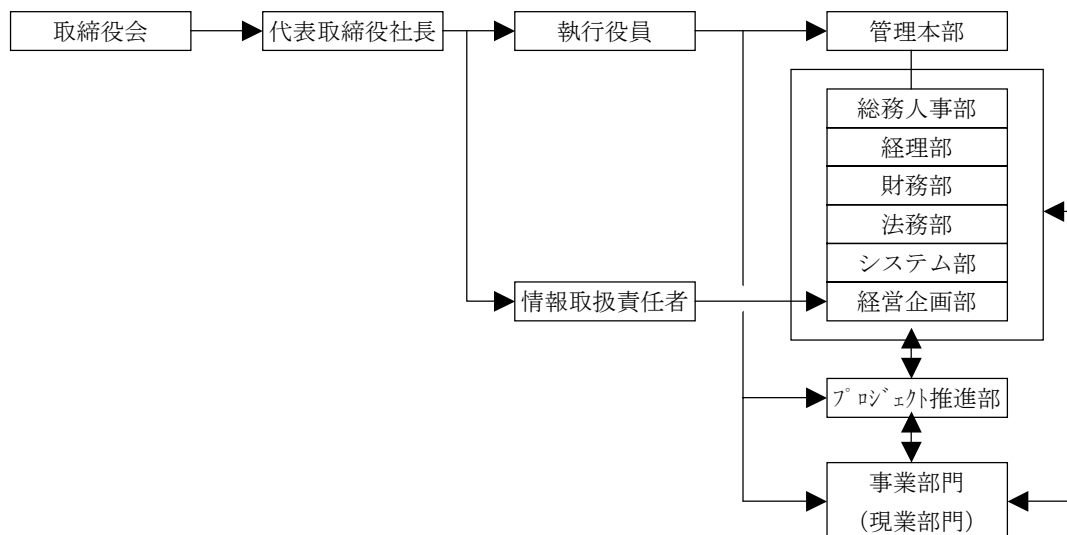 取締役会
代表取締役社長
執行役員
管理本部
総務人事部
経理部
財務部
法務部
システム部
情報取扱責任者
経営企画部
ﾌﾟﾛｼﾞｪｸﾄ推進部
事業部門
（現業部門）